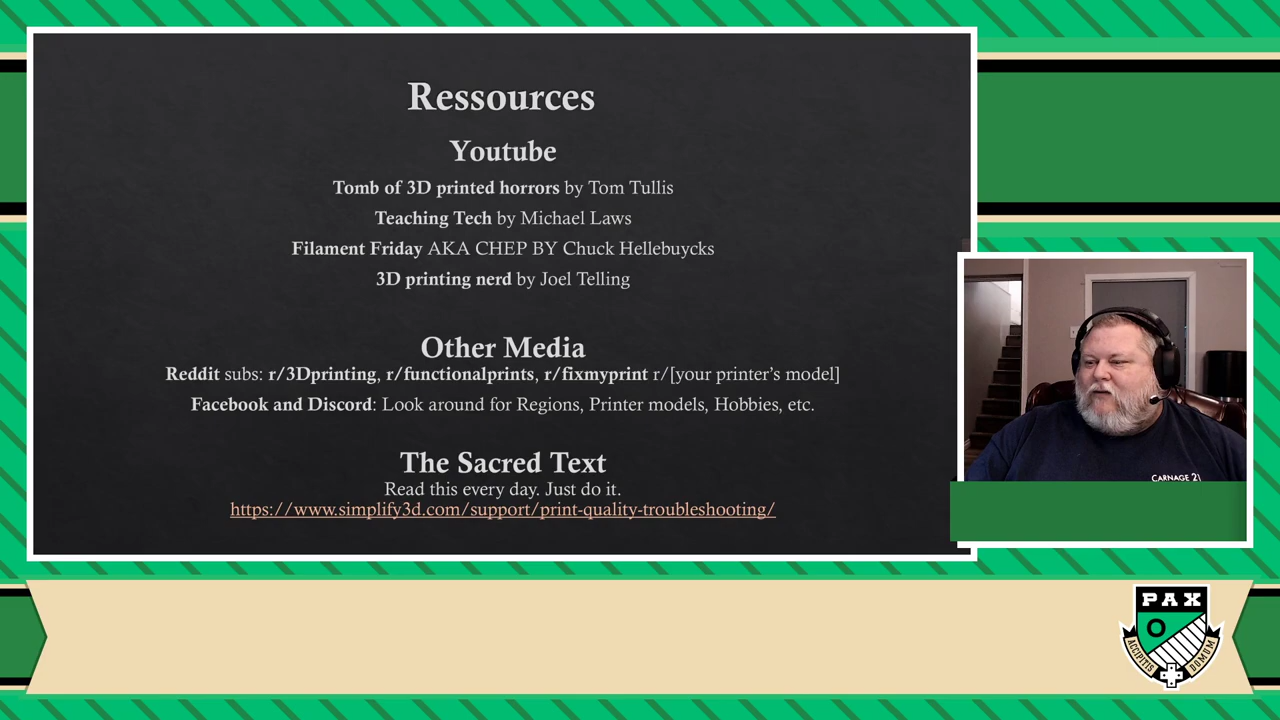 Ressources
Youtube
Tomb of 3D printed horrors by Tom Tullis
Teaching Tech by Michael Laws
Filament Friday AKA CHEP BY Chuck Hellebuycks
3D printing nerd by Joel Telling
Other Media
Reddit subs: r/3Dprinting, r/functionalprints, r/fixmyprint r/[your printer's model]
Facebook and Discord: Look around for Regions, Printer models, Hobbies, etc.
The Sacred Text
Read this every day. Just do it.
https://www.simplify3d.com/support/print-quality-troubleshooting/
CARNAGE 21
PAX
ACCIPITIS DOMUM